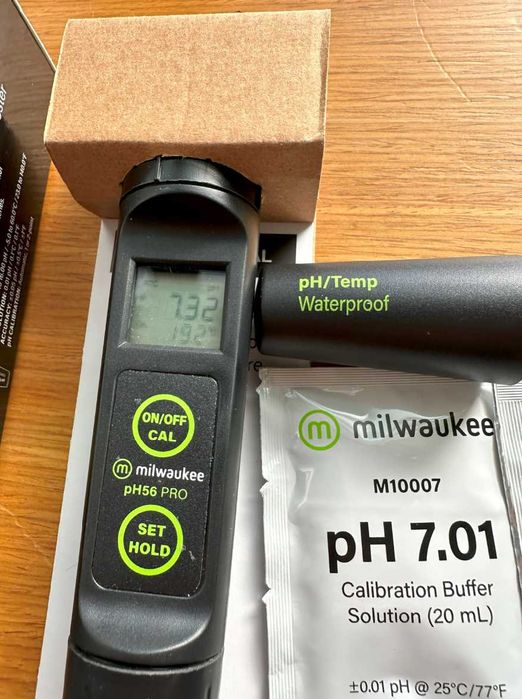 pH/Temp
Waterproof
7.32
19.2°
ON/OFF
CAL
milwaukee
pH56 PRO
SET
HOLD
m milwaukee
M10007
pH 7.01
Calibration Buffer
Solution (20 mL)
±0.01 pH @ 25°C/77°F